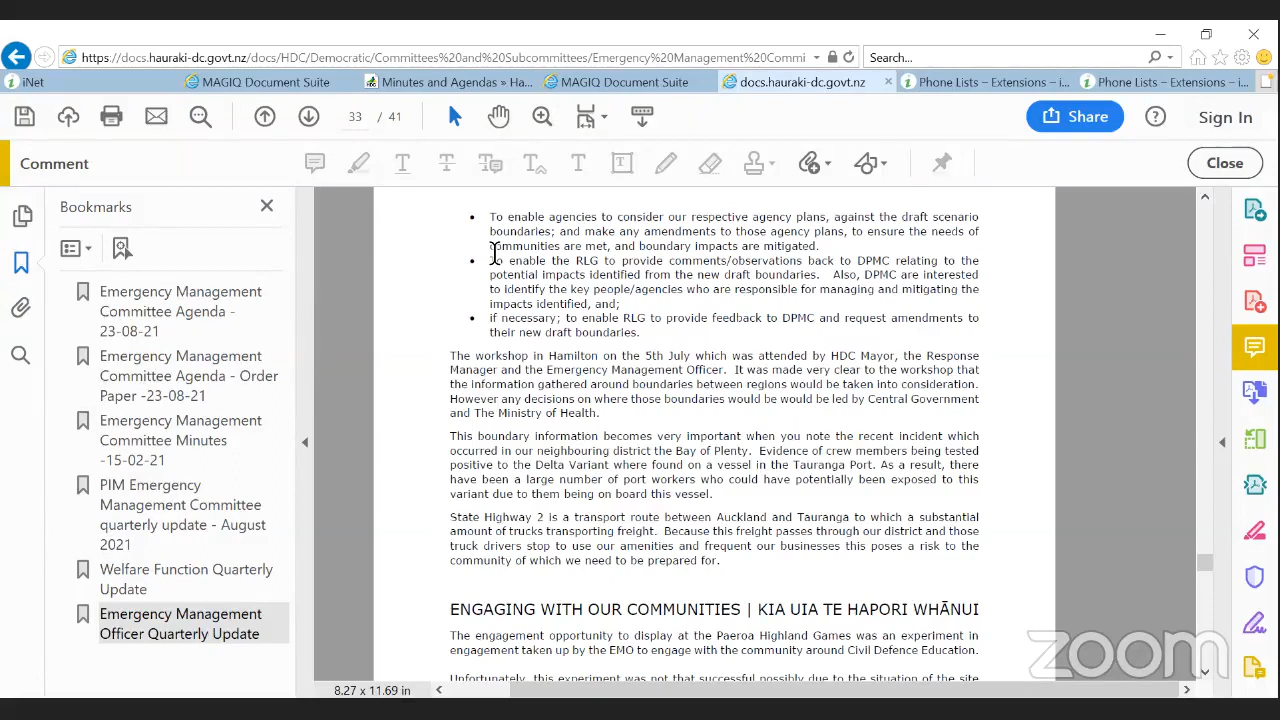 https://docs.hauraki-dc.govt.nz/docs/HDC/Democratic/Committees%20and%20Subcommittees/Emergency%20Management%20Commi
Search...
iNet
MAGIQ Document Suite
Minutes and Agendas » Ha...
MAGIQ Document Suite
docs.hauraki-dc.govt.nz
Phone Lists – Extensions – i...
Phone Lists – Extensions – i...
33 / 41
Share
Sign In
Comment
Close
Bookmarks
Emergency Management
Committee Agenda -
23-08-21
Emergency Management
Committee Agenda - Order
Paper -23-08-21
Emergency Management
Committee Minutes
-15-02-21
PIM Emergency
Management Committee
quarterly update - August
2021
Welfare Function Quarterly
Update
Emergency Management
Officer Quarterly Update
• To enable agencies to consider our respective agency plans, against the draft scenario
boundaries; and make any amendments to those agency plans, to ensure the needs of
communities are met, and boundary impacts are mitigated.
• To enable the RLG to provide comments/observations back to DPMC relating to the
potential impacts identified from the new draft boundaries. Also, DPMC are interested
to identify the key people/agencies who are responsible for managing and mitigating the
impacts identified, and;
• if necessary; to enable RLG to provide feedback to DPMC and request amendments to
their new draft boundaries.
The workshop in Hamilton on the 5th July which was attended by HDC Mayor, the Response
Manager and the Emergency Management Officer. It was made very clear to the workshop that
the information gathered around boundaries between regions would be taken into consideration.
However any decisions on where those boundaries would be would be led by Central Government
and The Ministry of Health.
This boundary information becomes very important when you note the recent incident which
occurred in our neighbouring district the Bay of Plenty. Evidence of crew members being tested
positive to the Delta Variant where found on a vessel in the Tauranga Port. As a result, there
have been a large number of port workers who could have potentially been exposed to this
variant due to them being on board this vessel.
State Highway 2 is a transport route between Auckland and Tauranga to which a substantial
amount of trucks transporting freight. Because this freight passes through our district and those
truck drivers stop to use our amenities and frequent our businesses this poses a risk to the
community of which we need to be prepared for.
ENGAGING WITH OUR COMMUNITIES | KIA UIA TE HAPORI WHĀNUI
The engagement opportunity to display at the Paeroa Highland Games was an experiment in
engagement taken up by the EMO to engage with the community around Civil Defence Education.
Unfortunately, this experiment was not that successful possibly due to the situation of the site
8.27 x 11.69 in
zoom